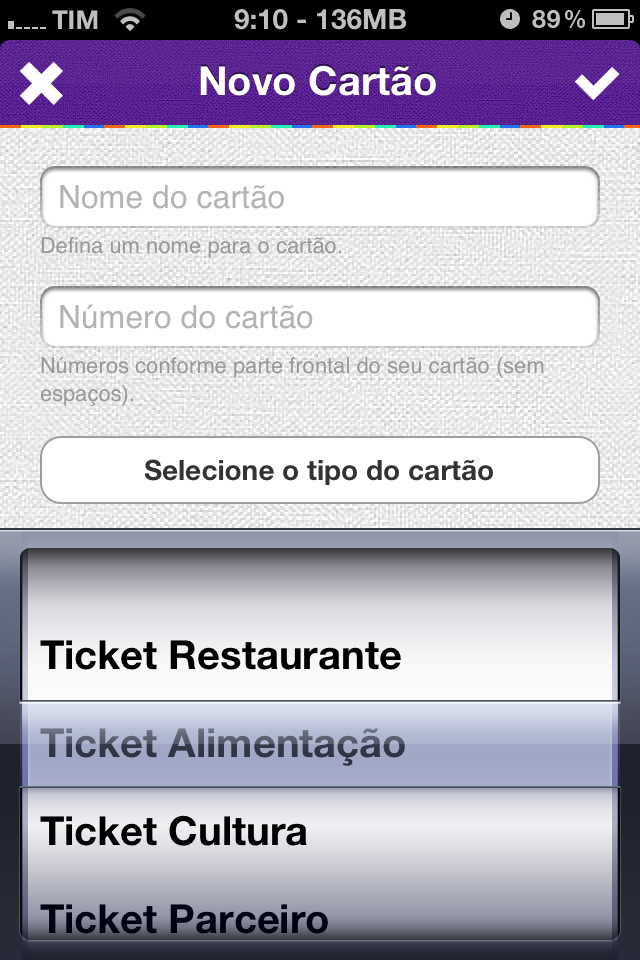 TIM 9:10 - 136MB 89%
Novo Cartão
Nome do cartão
Defina um nome para o cartão.
Número do cartão
Números conforme parte frontal do seu cartão (sem
espaços).
Selecione o tipo do cartão
Ticket Restaurante
Ticket Alimentação
Ticket Cultura
Ticket Parceiro